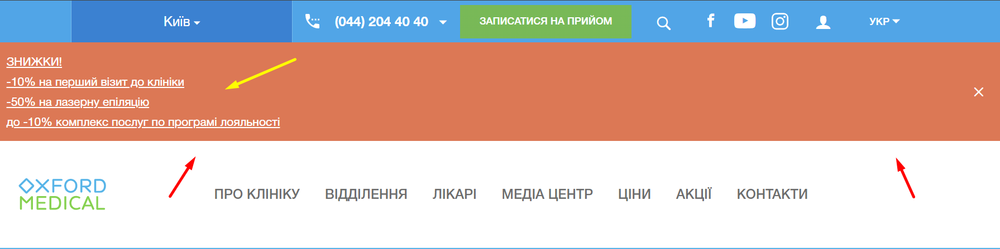 Київ
(044) 204 40 40
ЗАПИСАТИСЯ НА ПРИЙОМ
УКР
ЗНИЖКИ!
-10% на перший візит до клініки
-50% на лазерну епіляцію
до -10% комплекс послуг по програмі лояльності
OXFORD
MEDICAL
ПРО КЛІНІКУ ВІДДІЛЕННЯ ЛІКАРІ МЕДІА ЦЕНТР ЦІНИ АКЦІЇ КОНТАКТИ